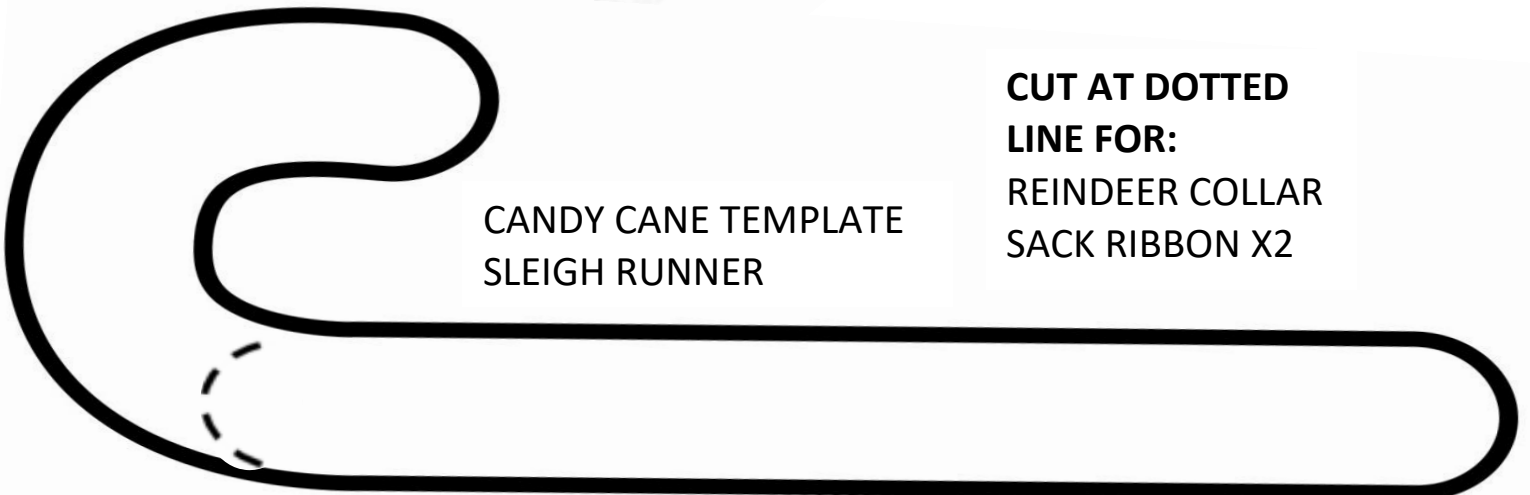 CANDY CANE TEMPLATE
SLEIGH RUNNER
CUT AT DOTTED
LINE FOR:
REINDEER COLLAR
SACK RIBBON X2